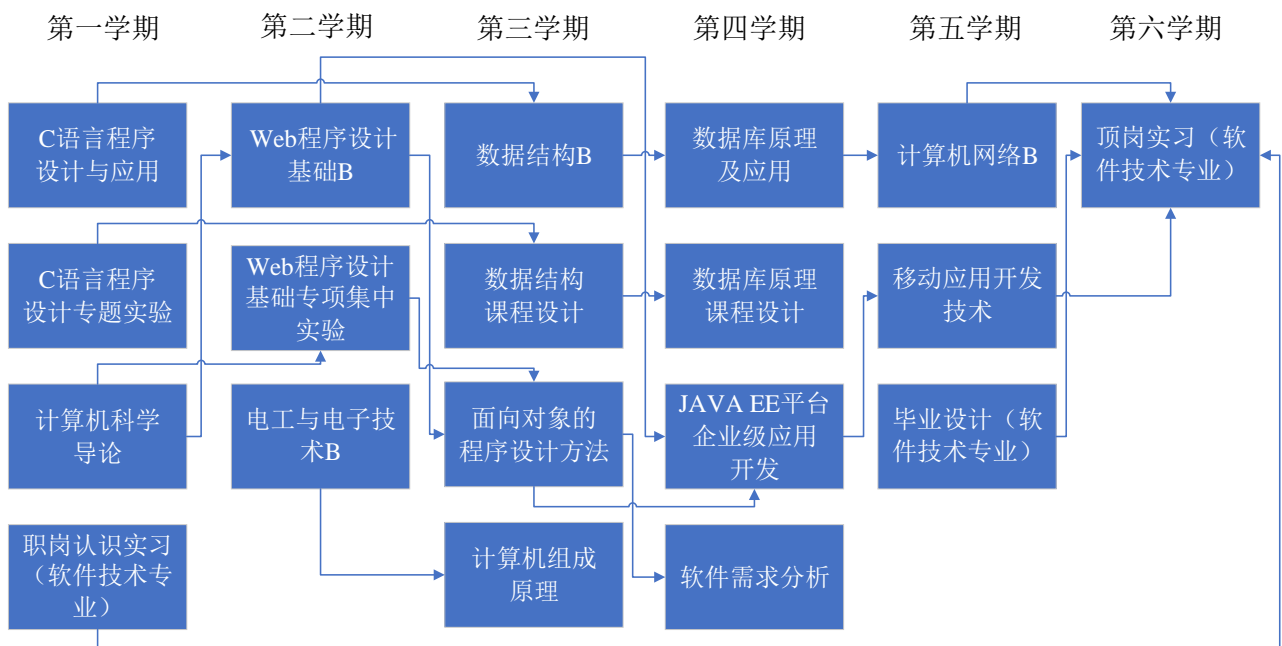 第一学期
第二学期
第三学期
第四学期
第五学期
第六学期
C语言程序
设计与应用
Web程序设计
基础B
数据结构B
数据库原理
及应用
计算机网络B
顶岗实习（软
件技术专业）
C语言程序
设计专题实验
Web程序设计
基础专项集中
实验
数据结构
课程设计
数据库原理
课程设计
移动应用开发
技术
计算机科学
导论
电工与电子技
术B
面向对象的
程序设计方法
JAVA EE平台
企业级应用
开发
毕业设计（软
件技术专业）
职岗认识实习
（软件技术专
业）
计算机组成
原理
软件需求分析